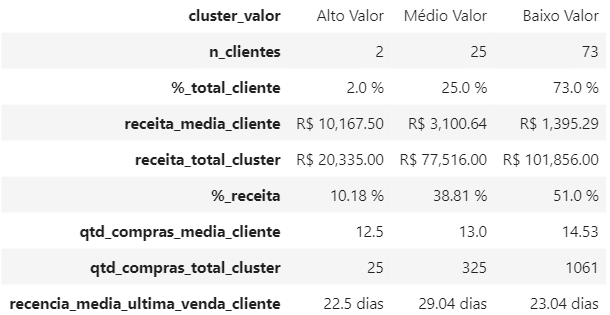 cluster_valor Alto Valor Médio Valor Baixo Valor
n_clientes 2 25 73
%_total_cliente 2.0 % 25.0 % 73.0 %
receita_media_cliente R$ 10,167.50 R$ 3,100.64 R$ 1,395.29
receita_total_cluster R$ 20,335.00 R$ 77,516.00 R$ 101,856.00
%_receita 10.18 % 38.81 % 51.0 %
qtd_compras_media_cliente 12.5 13.0 14.53
qtd_compras_total_cluster 25 325 1061
recencia_media_ultima_venda_cliente 22.5 dias 29.04 dias 23.04 dias